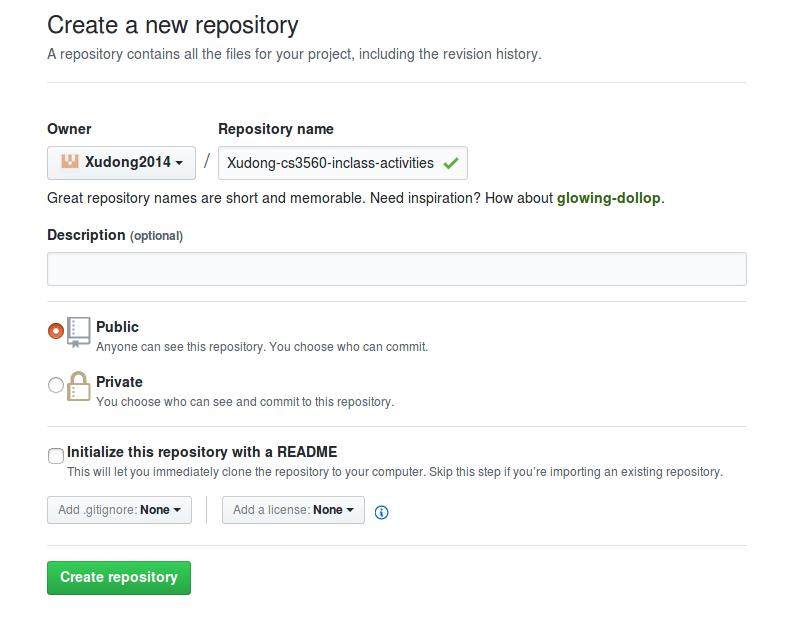 Create a new repository
A repository contains all the files for your project, including the revision history.
Owner
Repository name
Xudong2014 / Xudong-cs3560-inclass-activities
Great repository names are short and memorable. Need inspiration? How about glowing-dollop.
Description (optional)
Public
Anyone can see this repository. You choose who can commit.
Private
You choose who can see and commit to this repository.
Initialize this repository with a README
This will let you immediately clone the repository to your computer. Skip this step if you’re importing an existing repository.
Add .gitignore: None
Add a license: None
Create repository